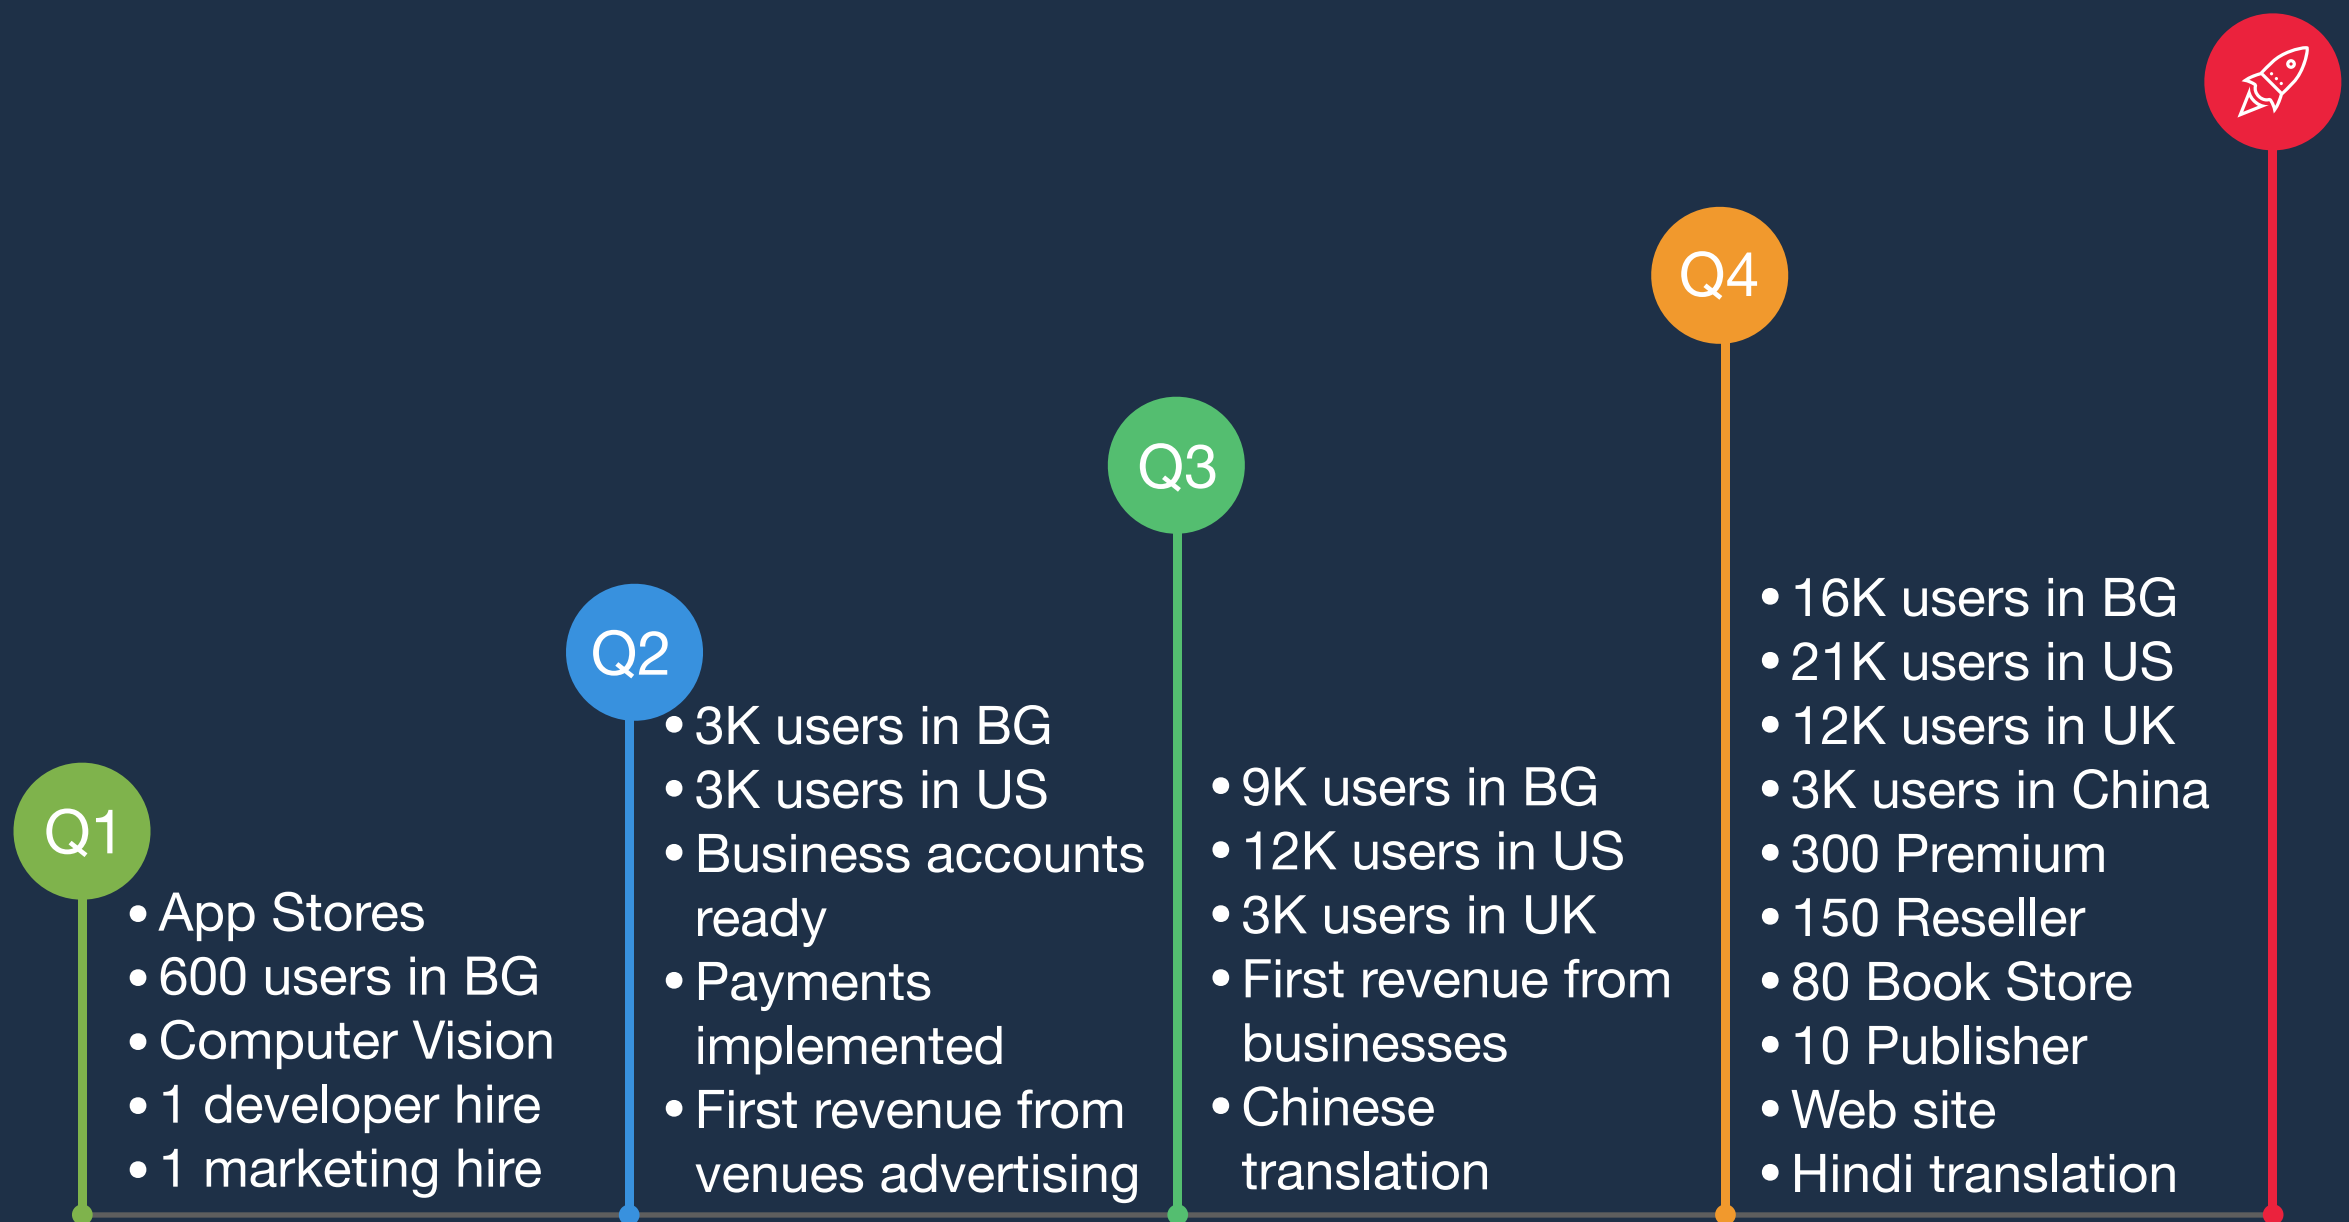 Q1
• App Stores
• 600 users in BG
• Computer Vision
• 1 developer hire
• 1 marketing hire
Q2
• 3K users in BG
• 3K users in US
• Business accounts
ready
• Payments
implemented
• First revenue from
venues advertising
Q3
• 9K users in BG
• 12K users in US
• 3K users in UK
• First revenue from
businesses
• Chinese
translation
Q4
• 16K users in BG
• 21K users in US
• 12K users in UK
• 3K users in China
• 300 Premium
• 150 Reseller
• 80 Book Store
• 10 Publisher
• Web site
• Hindi translation